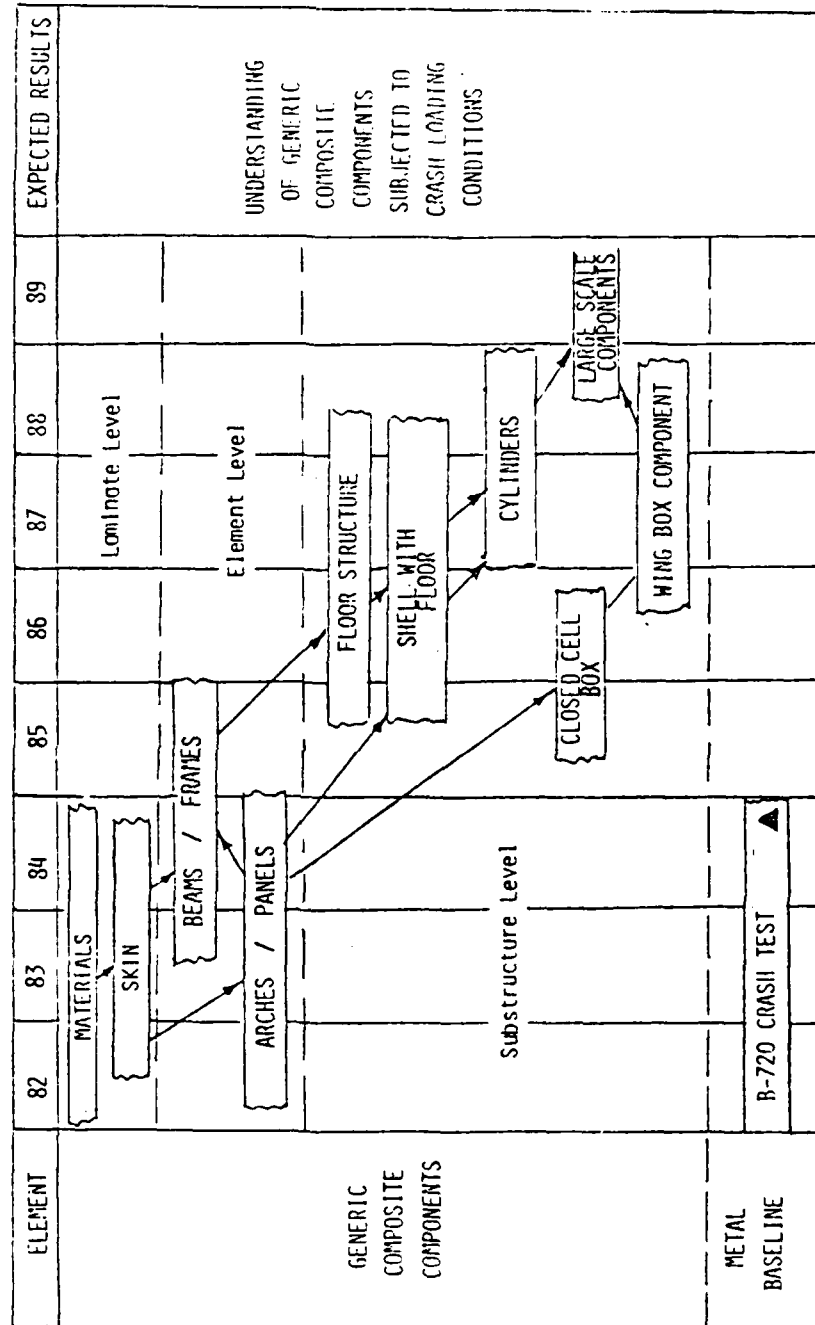 ELEMENT
82
83
84
85
86
87
88
89
EXPECTED RESULTS
GENERIC
COMPOSITE
COMPONENTS
MATERIALS
SKIN
Laminate Level
BEAMS / FRAMES
ARCHES / PANELS
Element Level
FLOOR STRUCTURE
SHELL WITH
FLOOR
CYLINDERS
CLOSED CELL
BOX
WING BOX COMPONENT
LARGE SCALE
COMPONENTS
Substructure Level
UNDERSTANDING
OF GENERIC
COMPOSITE
COMPONENTS
SUBJECTED TO
CRASH LOADING
CONDITIONS
METAL
BASELINE
B-720 CRASH TEST